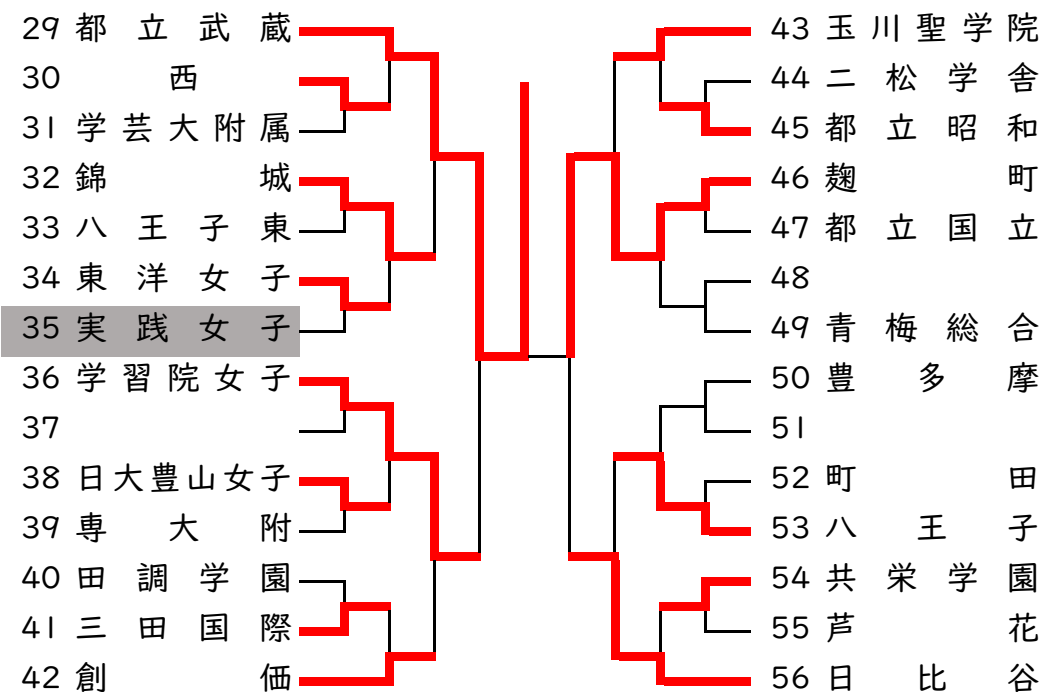 29 都立武蔵
30 西
31 学芸大附属
32 錦城
33 八王子東
34 東洋女子
35 実践女子
36 学習院女子
37
38 日大豊山女子
39 専大附
40 田調学園
41 三田国際
42 創価
43 玉川聖学院
44 二松学舎
45 都立昭和
46 麹町
47 都立国立
48
49 青梅総合
50 豊多摩
51
52 町田
53 八王子
54 共栄学園
55 芦花
56 日比谷